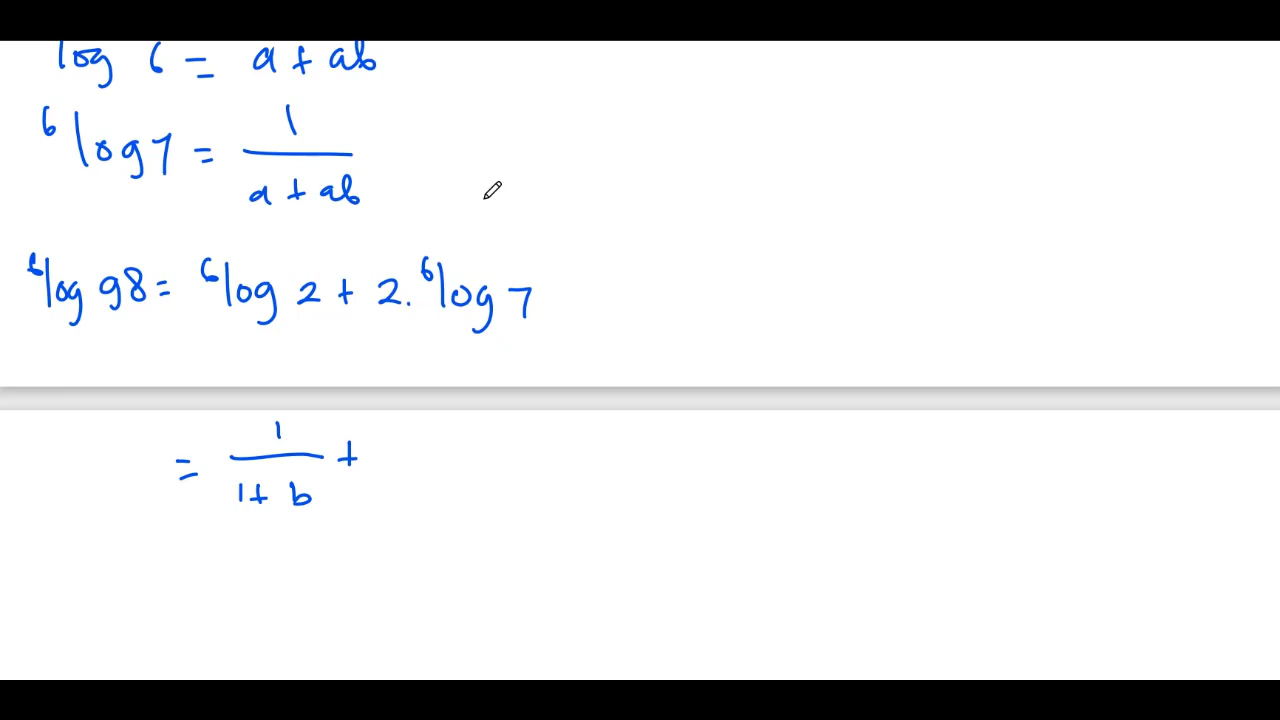 log 6 = a + ab
⁶log 7 = 1/(a + ab)
⁶log 98 = ⁶log 2 + 2. ⁶log 7
= 1/(1 + b) +